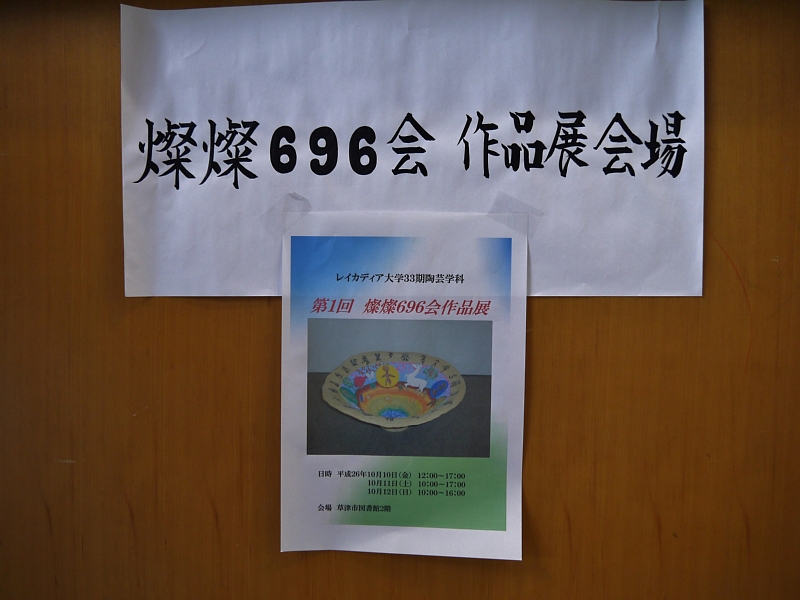 燦燦696会 作品展会場
レイカディア大学33期陶芸学科
第1回 燦燦696会作品展
日時 平成26年10月10日(金) 12:00～17:00
10月11日(土) 10:00～17:00
10月12日(日) 10:00～16:00
会場 草津市図書館2階